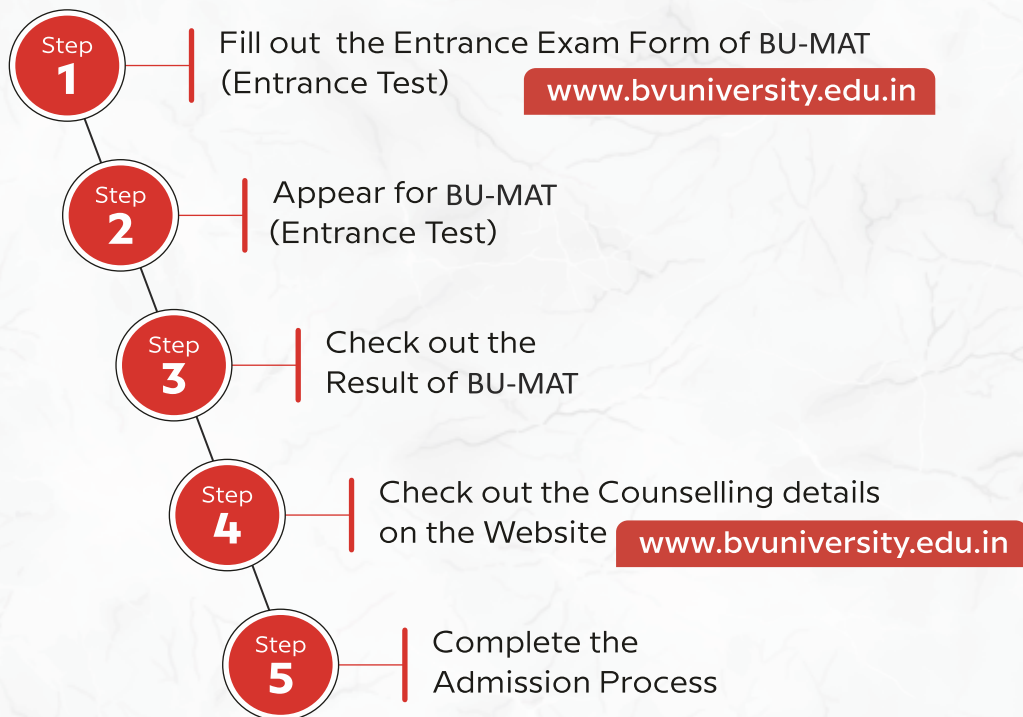 Step
1
Fill out the Entrance Exam Form of BU-MAT
(Entrance Test)
www.bvuniversity.edu.in
Step
2
Appear for BU-MAT
(Entrance Test)
Step
3
Check out the
Result of BU-MAT
Step
4
Check out the Counselling details
on the Website www.bvuniversity.edu.in
Step
5
Complete the
Admission Process